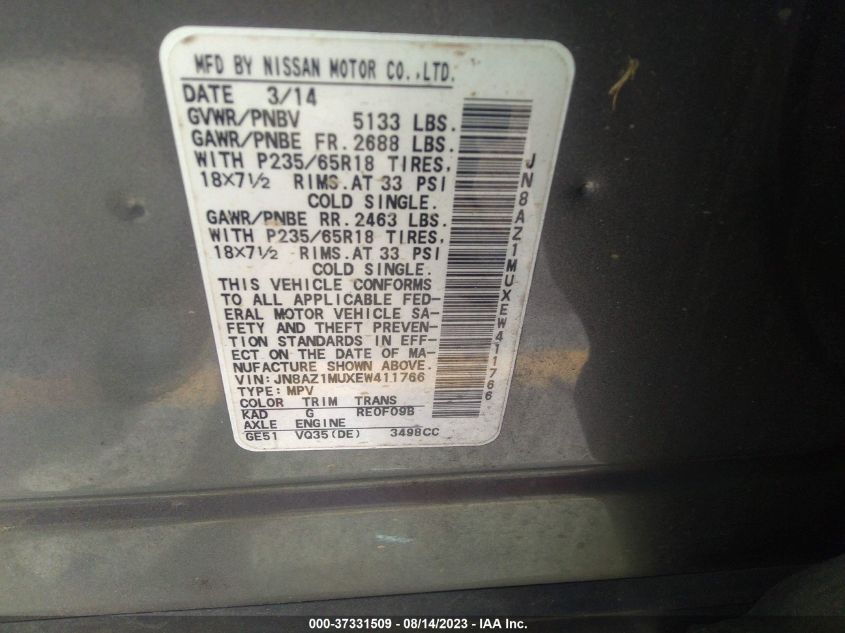 MFD BY NISSAN MOTOR CO.,LTD.
DATE 3/14
GVWR/PNBV 5133 LBS.
GAWR/PNBE FR. 2688 LBS.
WITH P235/65R18 TIRES,
18X7½ RIMS.AT 33 PSI
COLD SINGLE.
GAWR/PNBE RR. 2463 LBS.
WITH P235/65R18 TIRES,
18X7½ RIMS.AT 33 PSI
COLD SINGLE.
THIS VEHICLE CONFORMS
TO ALL APPLICABLE FED-
ERAL MOTOR VEHICLE SA-
FETY AND THEFT PREVEN-
TION STANDARDS IN EFF-
ECT ON THE DATE OF MA-
NUFACTURE SHOWN ABOVE.
VIN: JN8AZ1MUXEW411766
TYPE: MPV
COLOR TRIM TRANS
KAD G RE0F09B
AXLE ENGINE
GE51 VQ35(DE) 3498CC
JN8AZ1MUXEW411766
000-37331509 - 08/14/2023 - IAA Inc.